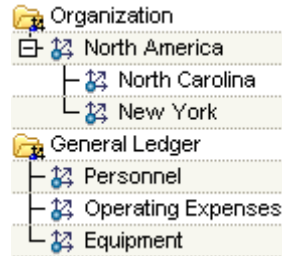 Organization
North America
North Carolina
New York
General Ledger
Personnel
Operating Expenses
Equipment